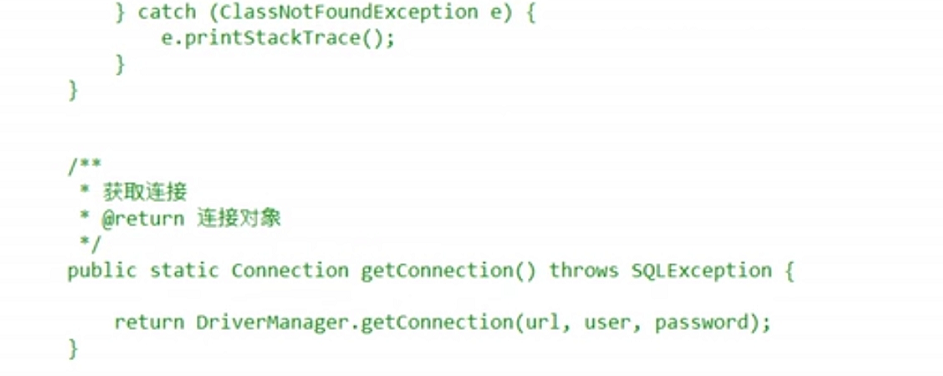 } catch (ClassNotFoundException e) {
e.printStackTrace();
}
}
/**
* 获取连接
* @return 连接对象
*/
public static Connection getConnection() throws SQLException {
return DriverManager.getConnection(url, user, password);
}